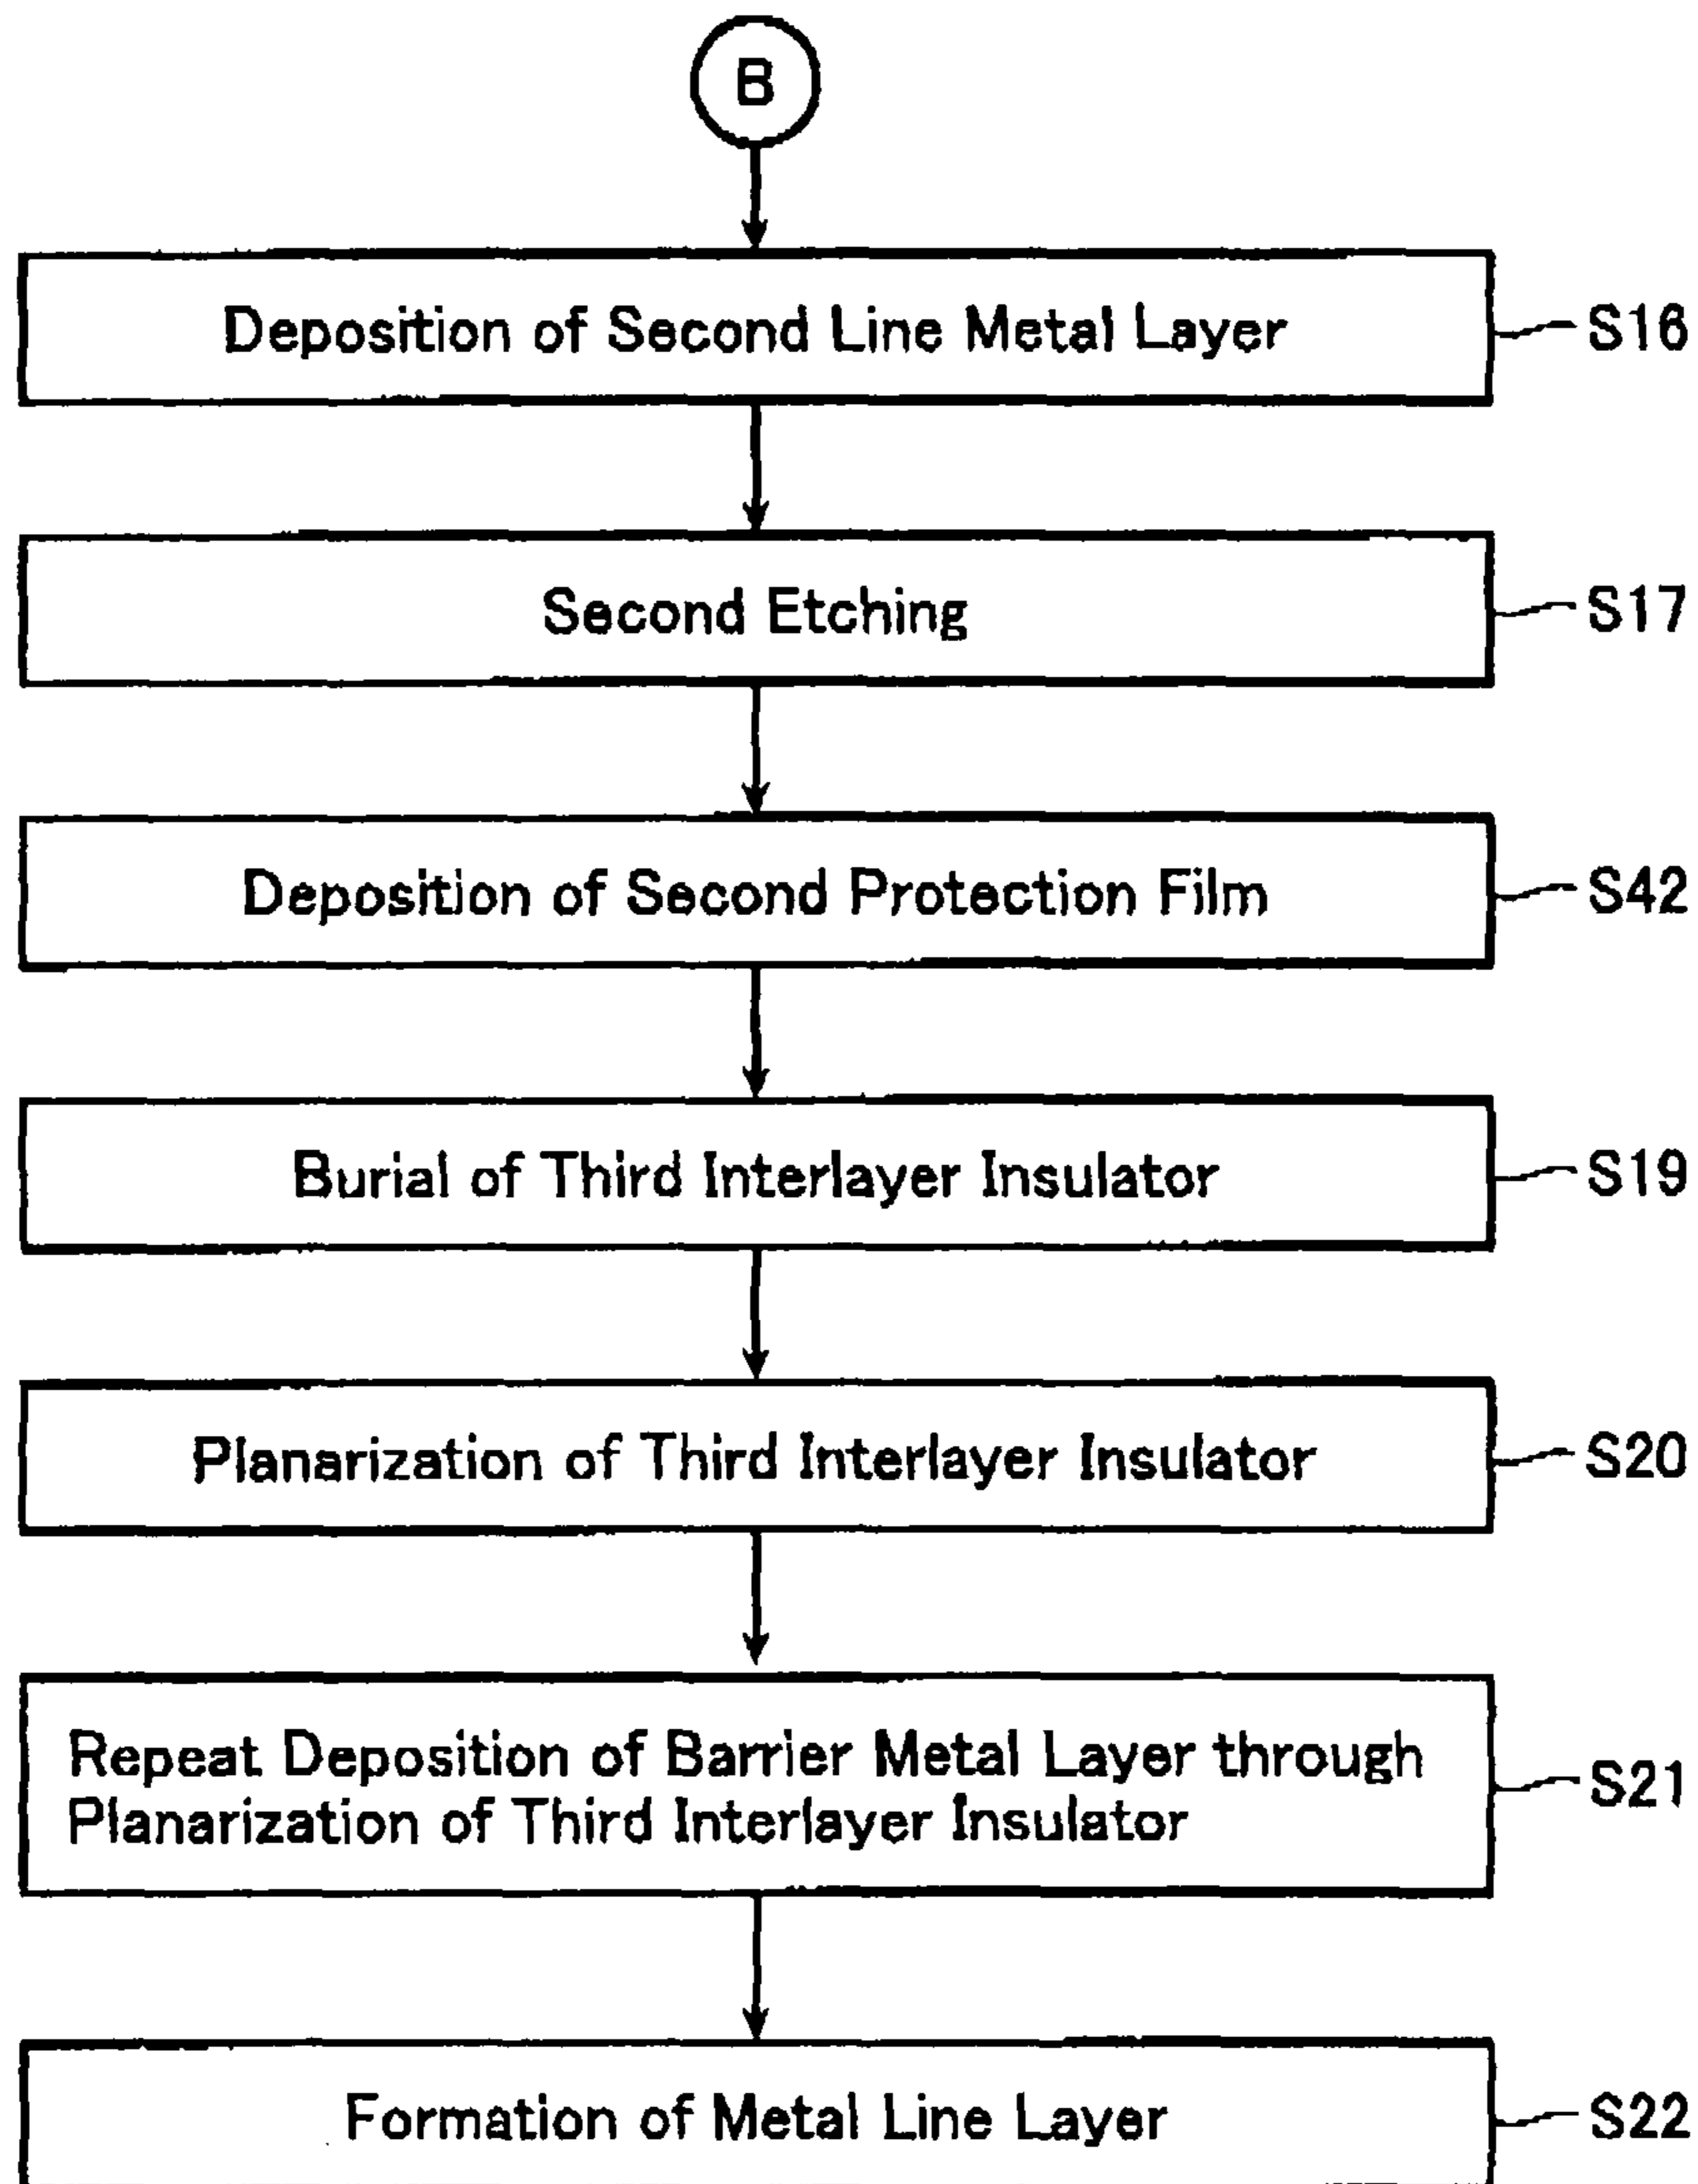 B
Deposition of Second Line Metal Layer
S16
Second Etching
S17
Deposition of Second Protection Film
S42
Burial of Third Interlayer Insulator
S19
Planarization of Third Interlayer Insulator
S20
Repeat Deposition of Barrier Metal Layer through
Planarization of Third Interlayer Insulator
S21
Formation of Metal Line Layer
S22